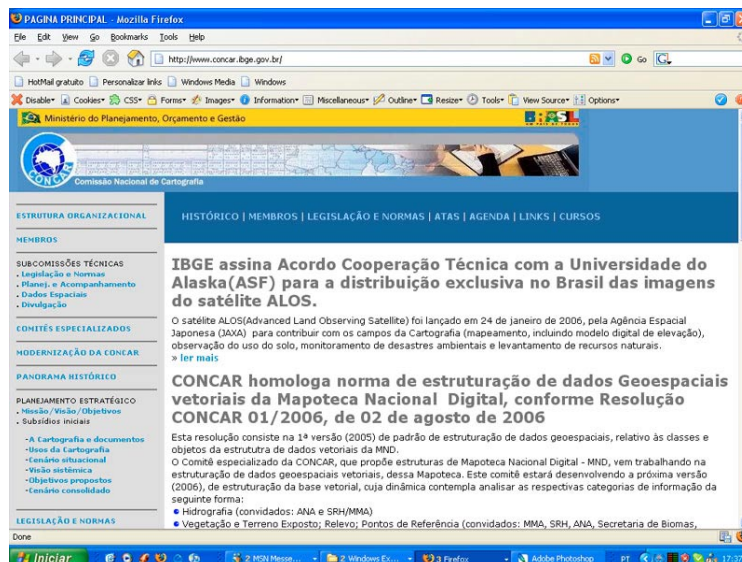 PAGINA PRINCIPAL - Mozilla Firefox
File Edit View Go Bookmarks Tools Help
http://www.concar.ibge.gov.br/
Go
HotMail gratuito Personalizar links Windows Media Windows
Disable Cookies CSS Forms Images Information Miscellaneous Outline Resize Tools View Source Options
Ministério do Planejamento, Orçamento e Gestão
BRASIL
CONCAR
Comissão Nacional de Cartografia
HISTÓRICO | MEMBROS | LEGISLAÇÃO E NORMAS | ATAS | AGENDA | LINKS | CURSOS
ESTRUTURA ORGANIZACIONAL
MEMBROS
SUBCOMISSÕES TÉCNICAS
. Legislação e Normas
. Planej. e Acompanhamento
. Dados Espaciais
. Divulgação
COMITÊS ESPECIALIZADOS
MODERNIZAÇÃO DA CONCAR
PANORAMA HISTÓRICO
PLANEJAMENTO ESTRATÉGICO
. Missão/Visão/Objetivos
. Subsídios iniciais
-A Cartografia e documentos
-Usos da Cartografia
-Cenário situacional
-Visão sistêmica
-Objetivos propostos
-Cenário consolidado
LEGISLAÇÃO E NORMAS
IBGE assina Acordo Cooperação Técnica com a Universidade do
Alaska(ASF) para a distribuição exclusiva no Brasil das imagens
do satélite ALOS.
O satélite ALOS(Advanced Land Observing Satellite) foi lançado em 24 de janeiro de 2006, pela Agência Espacial
Japonesa (JAXA) para contribuir com os campos da Cartografia (mapeamento, incluindo modelo digital de elevação),
observação do uso do solo, monitoramento de desastres ambientais e levantamento de recursos naturais.
» ler mais
CONCAR homologa norma de estruturação de dados Geoespaciais
vetoriais da Mapoteca Nacional Digital, conforme Resolução
CONCAR 01/2006, de 02 de agosto de 2006
Esta resolução consiste na 1ª versão (2005) de padrão de estruturação de dados geoespaciais, relativo às classes e
objetos da estrututra de dados vetoriais da MND.
O Comitê especializado da CONCAR, que propõe estruturas de Mapoteca Nacional Digital - MND, vem trabalhando na
estruturação de dados geoespaciais vetoriais, dessa Mapoteca. Este comitê estará desenvolvendo a próxima versão
(2006), de estruturação da base vetorial, cuja dinâmica contempla analisar as respectivas categorias de informação da
seguinte forma:
• Hidrografia (convidados: ANA e SRH/MMA)
• Vegetação e Terreno Exposto; Relevo; Pontos de Referência (convidados: MMA, SRH, ANA, Secretaria de Biomas,
Done
Iniciar 2 MSN Messe... 2 Windows Ex... 3 Firefox Adobe Photoshop PT 17:37